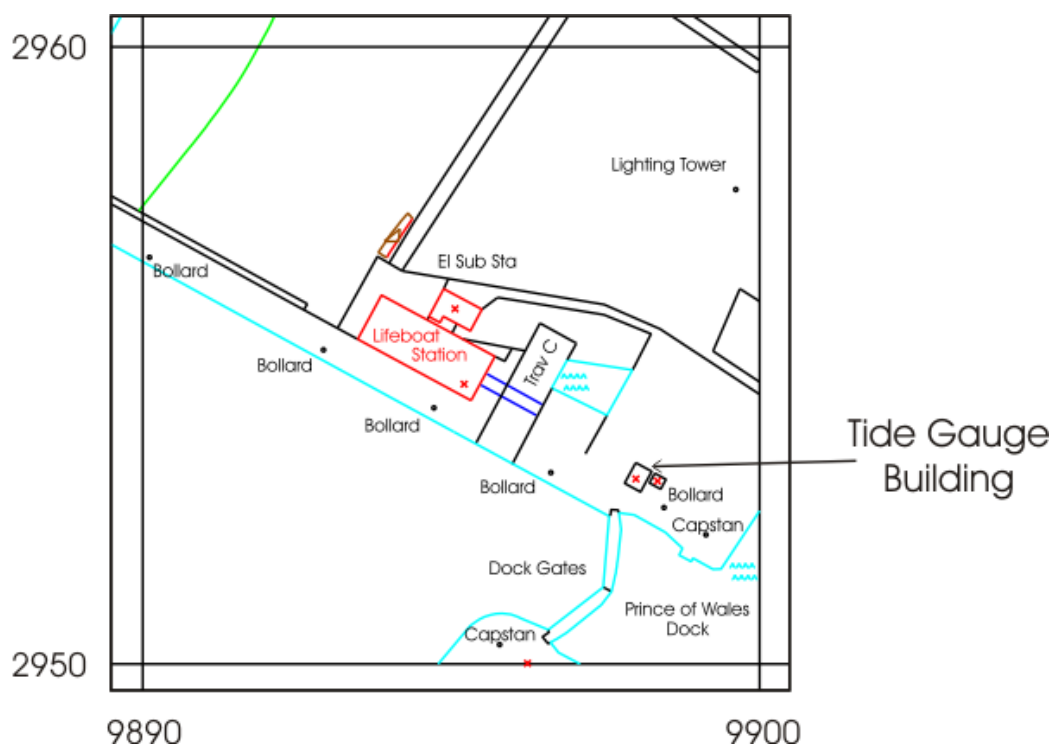 2960
Lighting Tower
El Sub Sta
Bollard
Lifeboat
Station
Trav C
Bollard
Bollard
Tide Gauge
Building
Bollard
Bollard
Capstan
Dock Gates
Prince of Wales
Dock
Capstan
2950
9890
9900